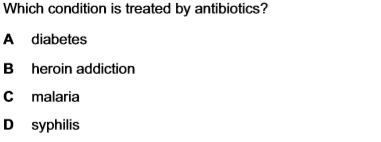 Which condition is treated by antibiotics?
A diabetes
B heroin addiction
C malaria
D syphilis